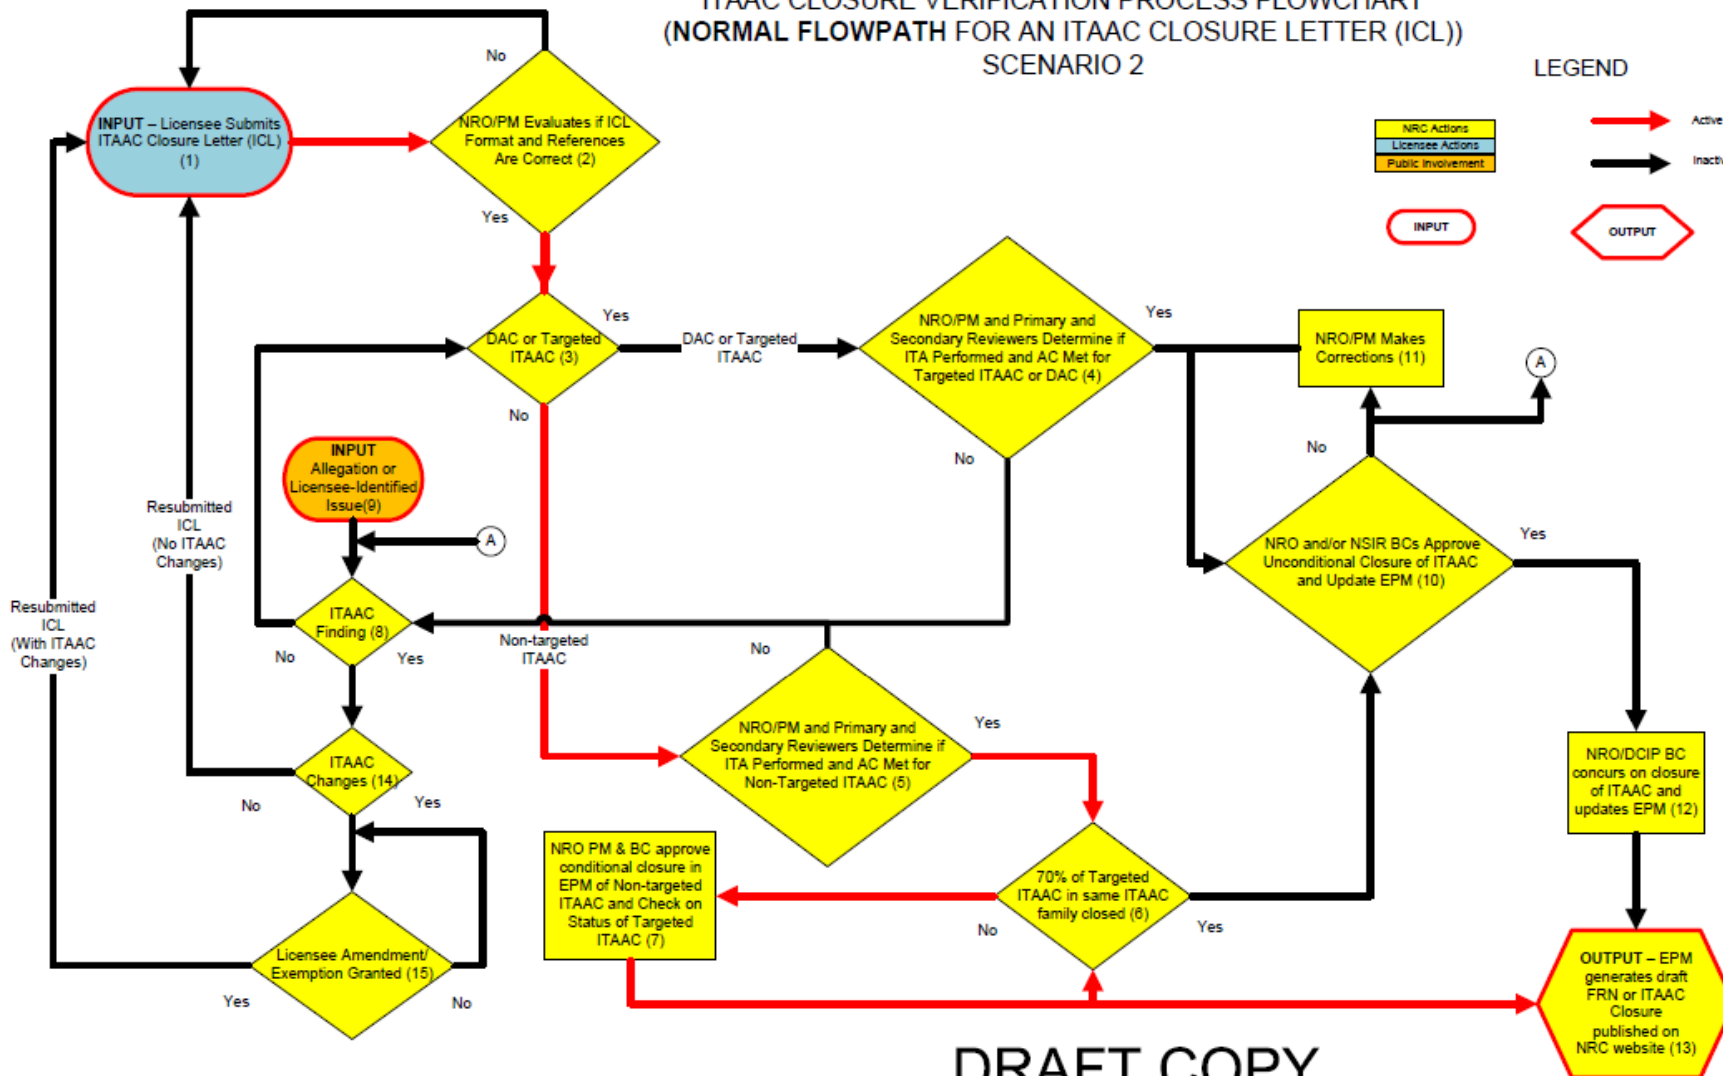 ITAAC CLOSURE VERIFICATION PROCESS FLOWCHART
(NORMAL FLOWPATH FOR AN ITAAC CLOSURE LETTER (ICL))
SCENARIO 2
LEGEND
NRC Actions
Licensee Actions
Public Involvement
Active
INPUT
OUTPUT
No
INPUT – Licensee Submits
ITAAC Closure Letter (ICL)
(1)
NRO/PM Evaluates if ICL
Format and References
Are Correct (2)
Yes
DAC or Targeted
ITAAC (3)
Yes
No
DAC or Targeted
ITAAC
NRO/PM and Primary and
Secondary Reviewers Determine if
ITA Performed and AC Met for
Targeted ITAAC or DAC (4)
Yes
No
NRO/PM Makes
Corrections (11)
A
No
NRO and/or NSIR BCs Approve
Unconditional Closure of ITAAC
and Update EPM (10)
Yes
INPUT
Allegation or
Licensee-Identified
Issue(9)
A
Resubmitted
ICL
(No ITAAC
Changes)
Resubmitted
ICL
(With ITAAC
Changes)
ITAAC
Finding (8)
No
Yes
Non-targeted
ITAAC
No
NRO/PM and Primary and
Secondary Reviewers Determine if
ITA Performed and AC Met for
Non-Targeted ITAAC (5)
Yes
ITAAC
Changes (14)
No
Yes
NRO/DCIP BC
concurs on closure
of ITAAC and
updates EPM (12)
NRO PM & BC approve
conditional closure in
EPM of Non-targeted
ITAAC and Check on
Status of Targeted
ITAAC (7)
70% of Targeted
ITAAC in same ITAAC
family closed (6)
No
Yes
Licensee Amendment/
Exemption Granted (15)
Yes
No
OUTPUT – EPM
generates draft
FRN or ITAAC
Closure
published on
NRC website (13)
DRAFT COPY